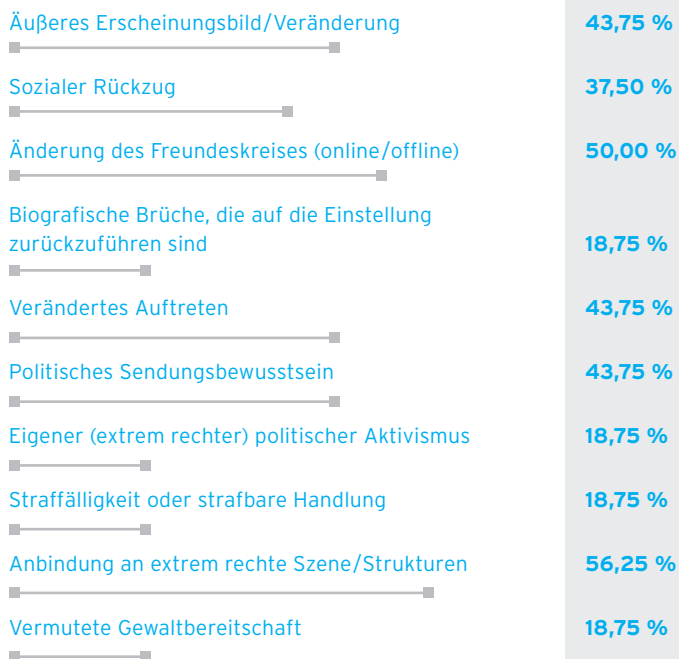 Äußeres Erscheinungsbild/Veränderung 43,75 %
Sozialer Rückzug 37,50 %
Änderung des Freundeskreises (online/offline) 50,00 %
Biografische Brüche, die auf die Einstellung
zurückzuführen sind 18,75 %
Verändertes Auftreten 43,75 %
Politisches Sendungsbewusstsein 43,75 %
Eigener (extrem rechter) politischer Aktivismus 18,75 %
Straffälligkeit oder strafbare Handlung 18,75 %
Anbindung an extrem rechte Szene/Strukturen 56,25 %
Vermutete Gewaltbereitschaft 18,75 %